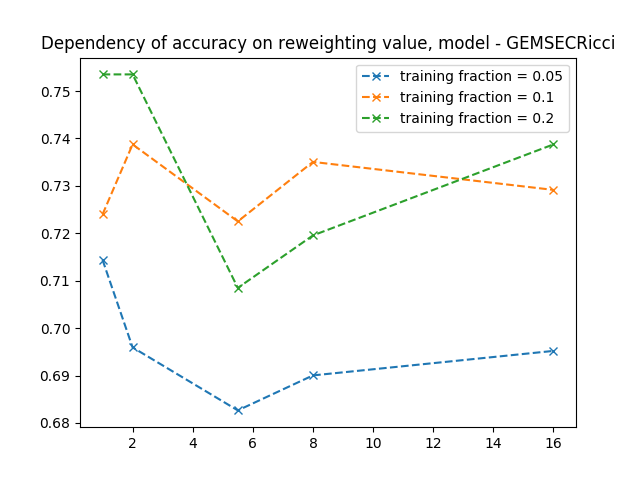 Dependency of accuracy on reweighting value, model - GEMSECRicci
training fraction = 0.05
training fraction = 0.1
training fraction = 0.2
0.75
0.74
0.73
0.72
0.71
0.70
0.69
0.68
2 4 6 8 10 12 14 16